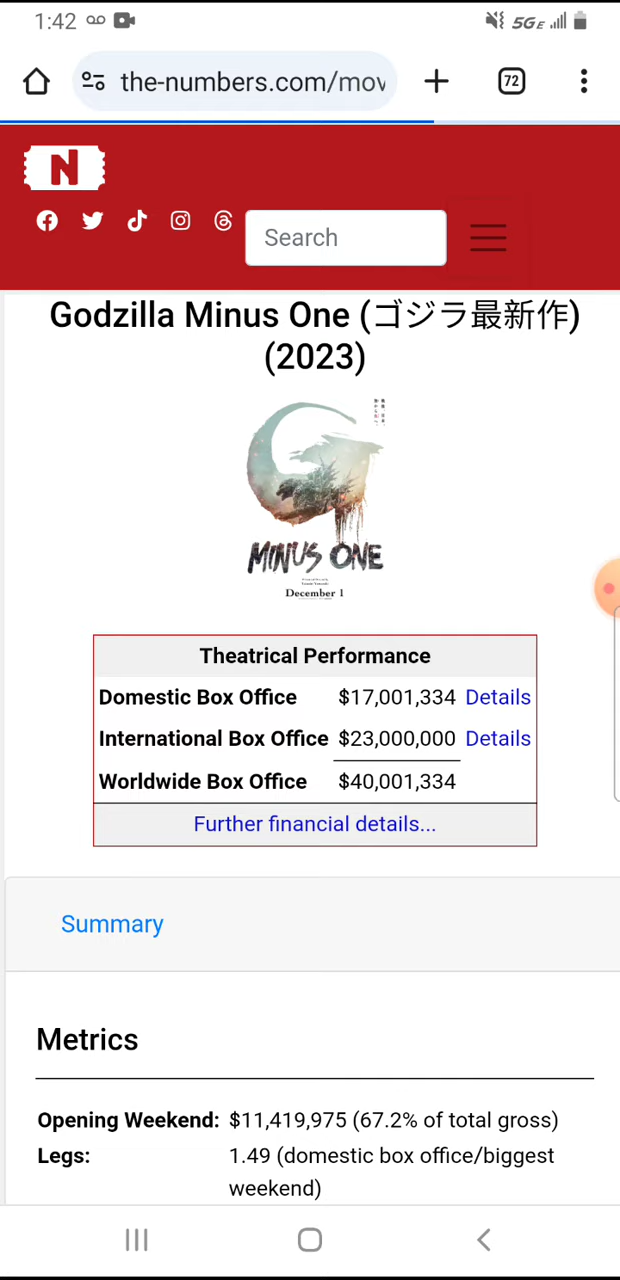 1:42
5GE
the-numbers.com/mov
72
N
Search
Godzilla Minus One (ゴジラ最新作)
(2023)
MINUS ONE
December 1
Theatrical Performance
Domestic Box Office $17,001,334 Details
International Box Office $23,000,000 Details
Worldwide Box Office $40,001,334
Further financial details...
Summary
Metrics
Opening Weekend: $11,419,975 (67.2% of total gross)
Legs: 1.49 (domestic box office/biggest
weekend)